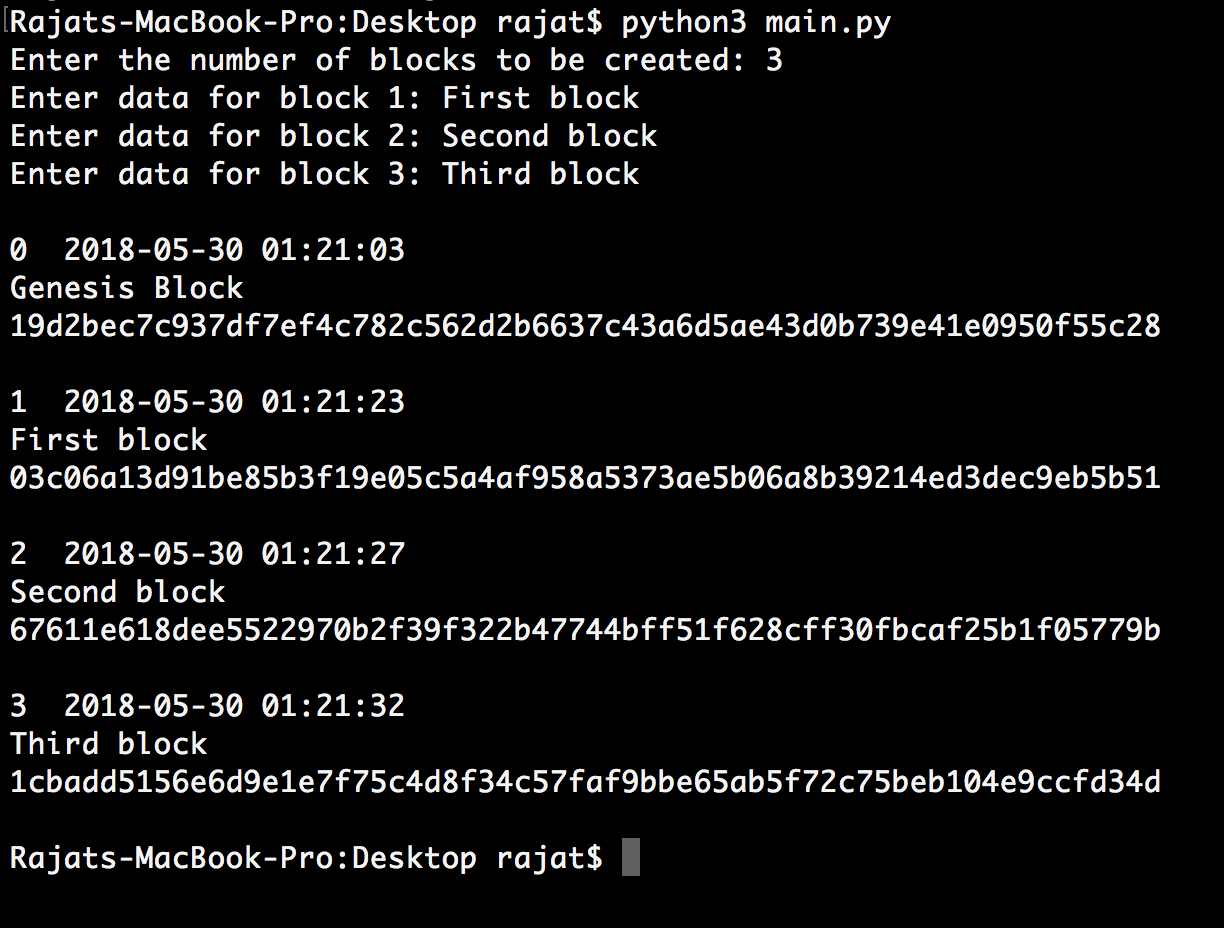 Rajats-MacBook-Pro:Desktop rajat$ python3 main.py
Enter the number of blocks to be created: 3
Enter data for block 1: First block
Enter data for block 2: Second block
Enter data for block 3: Third block
0  2018-05-30 01:21:03
Genesis Block
19d2bec7c937df7ef4c782c562d2b6637c43a6d5ae43d0b739e41e0950f55c28
1  2018-05-30 01:21:23
First block
03c06a13d91be85b3f19e05c5a4af958a5373ae5b06a8b39214ed3dec9eb5b51
2  2018-05-30 01:21:27
Second block
67611e618dee5522970b2f39f322b47744bff51f628cff30fbcaf25b1f05779b
3  2018-05-30 01:21:32
Third block
1cbadd5156e6d9e1e7f75c4d8f34c57faf9bbe65ab5f72c75beb104e9ccfd34d
Rajats-MacBook-Pro:Desktop rajat$